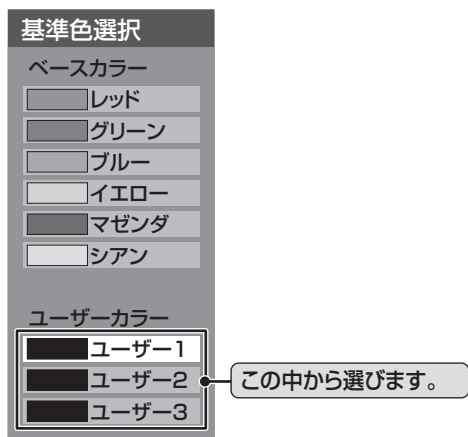 基準色選択
ベースカラー
レッド
グリーン
ブルー
イエロー
マゼンダ
シアン
ユーザーカラー
ユーザー1
ユーザー2
この中から選びます。
ユーザー3